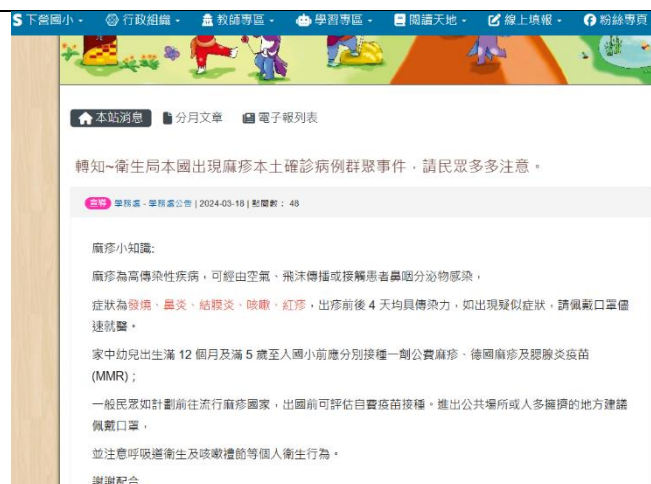 S 下營國小
行政組織
教師專區
學習專區
閱讀天地
線上填報
粉絲專頁
本站消息 分月文章 電子報列表
轉知~衛生局本國出現麻疹本土確診病例群聚事件，請民眾多多注意。
宣導 學務處 - 學務處公告 | 2024-03-18 | 點閱數： 48
麻疹小知識:
麻疹為高傳染性疾病，可經由空氣、飛沫傳播或接觸患者鼻咽分泌物感染，
症狀為發燒、鼻炎、結膜炎、咳嗽、紅疹，出疹前後 4 天均具傳染力，如出現疑似症狀，請佩戴口罩儘
速就醫。
家中幼兒出生滿 12 個月及滿 5 歲至入國小前應分別接種一劑公費麻疹、德國麻疹及腮腺炎疫苗
(MMR)；
一般民眾如計劃前往流行麻疹國家，出國前可評估自費疫苗接種。進出公共場所或人多擁擠的地方建議
佩戴口罩，
並注意呼吸道衛生及咳嗽禮節等個人衛生行為。
謝謝配合